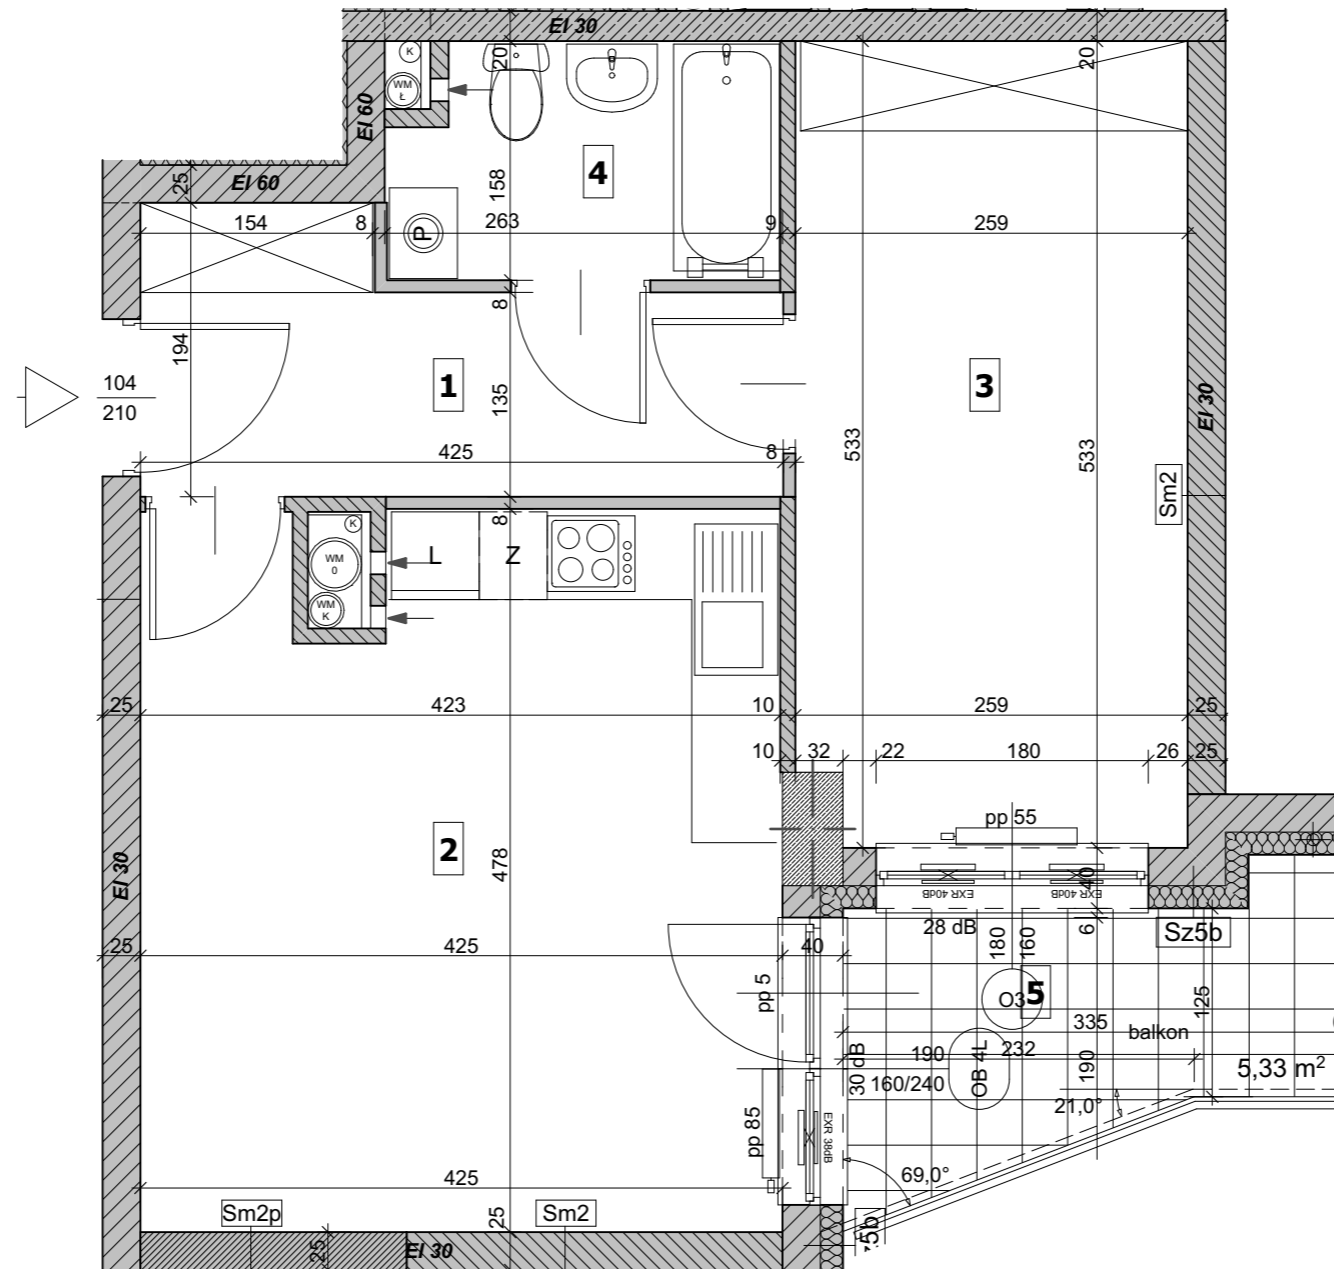 EI 30
K
WM
Ł
20
20
EI 60
EI 60
25
158
4
154
8
263
9
259
P
8
194
104
210
1
135
3
EI 30
533
533
425
8
Sm2
8
K
WM
0
WM
K
L
Z
25
423
10
259
25
10
32
22
180
26
25
pp 55
EI 30
2
478
40
EXR 40dB
EXR 40dB
28 dB
6
Sz5b
25
425
40
180
160
pp 5
O3
5
125
335
balkon
30 dB
190
232
190
5,33 m²
160/240
OB 4L
21,0°
pp 85
EXR 38dB
69,0°
425
Sm2p
25
Sm2
25
EI 30